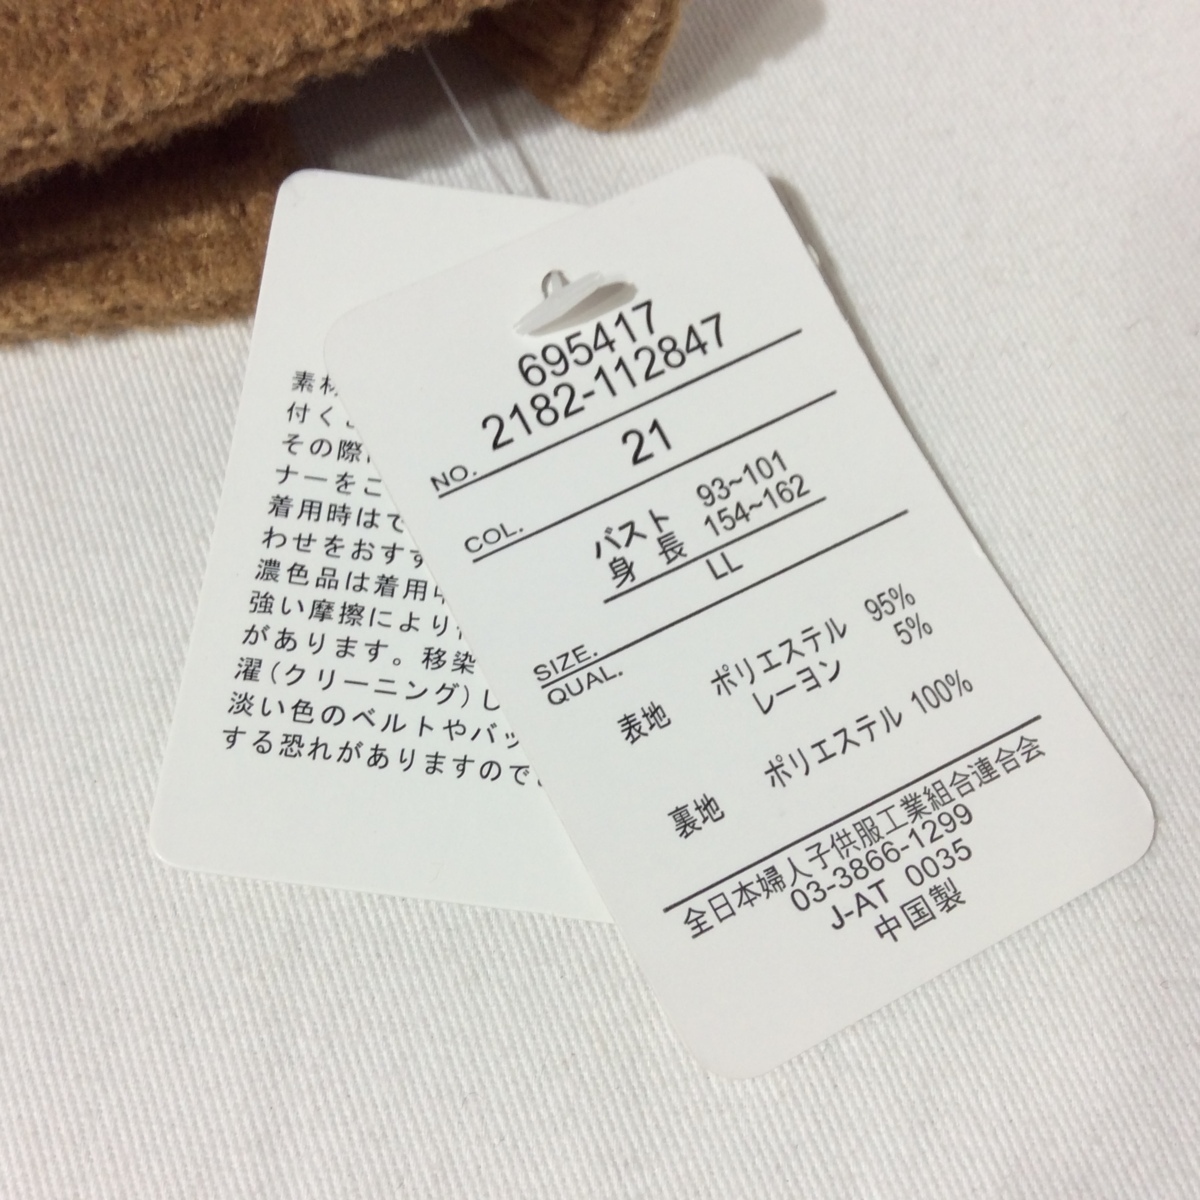 695417
2182-112847
NO.
21
COL.
バスト 93~101
身長 154~162
LL
SIZE.
QUAL.
表地 ポリエステル 95%
レーヨン 5%
裏地 ポリエステル 100%
全日本婦人子供服工業組合連合会
03-3866-1299
J-AT 0035
中国製
素材
付く
その際
ナーをご
着用時はで
わせをおすす
濃色品は着用中
強い摩擦により
があります。移染
濯(クリーニング)し
淡い色のベルトやバッ
する恐れがありますので